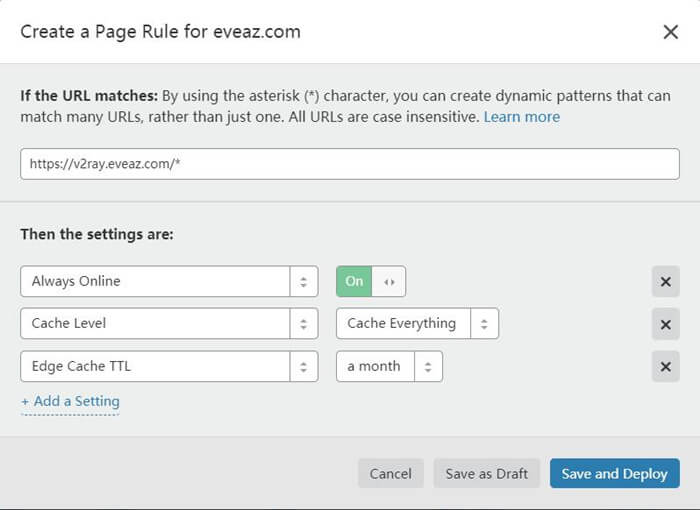 Create a Page Rule for eveaz.com
If the URL matches: By using the asterisk (*) character, you can create dynamic patterns that can
match many URLs, rather than just one. All URLs are case insensitive. Learn more
https://v2ray.eveaz.com/*
Then the settings are:
Always Online On
Cache Level Cache Everything
Edge Cache TTL a month
+ Add a Setting
Cancel Save as Draft Save and Deploy